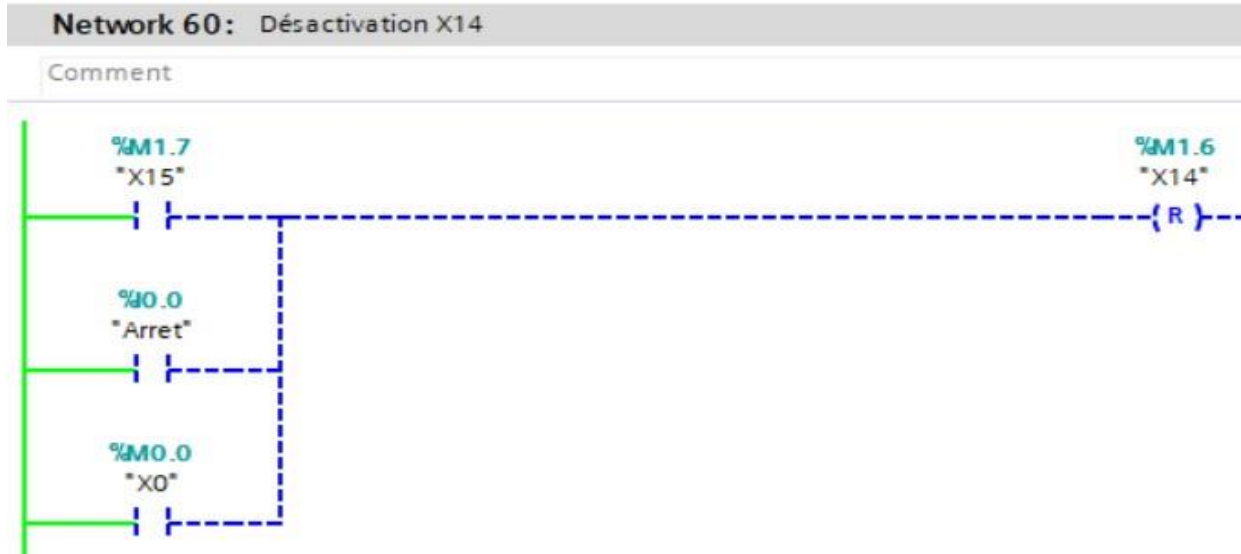 Network 60: Désactivation X14
Comment
%M1.7
"X15"
%M1.6
"X14"
( R )
%I0.0
"Arret"
%M0.0
"X0"